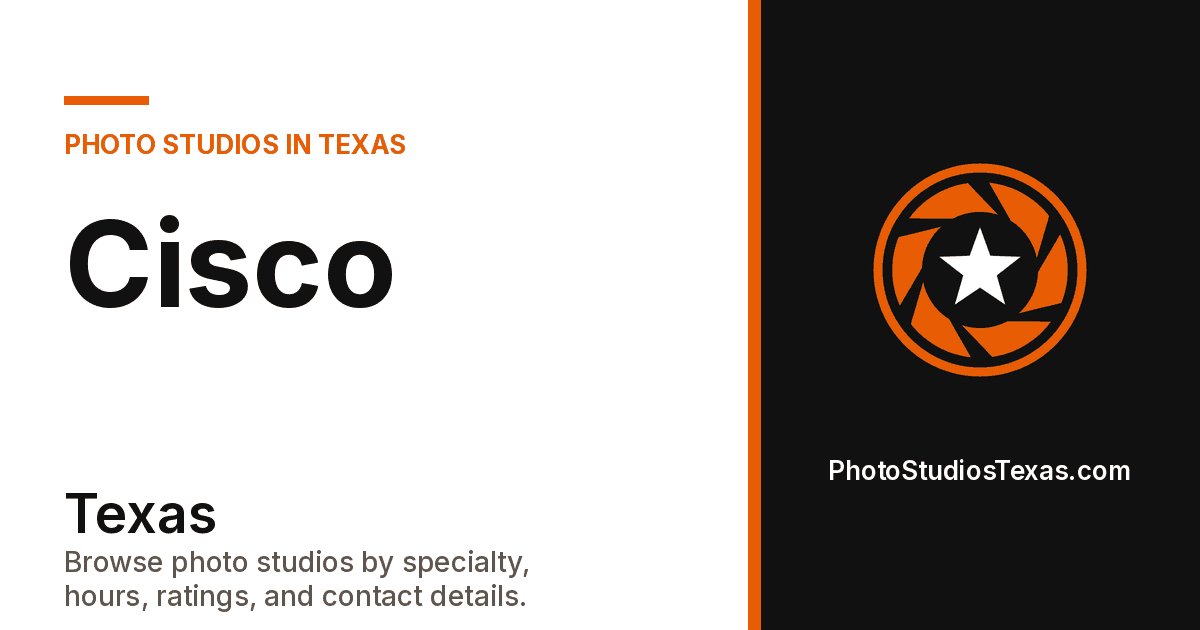 PHOTO STUDIOS IN TEXAS
Cisco
Texas
Browse photo studios by specialty,
hours, ratings, and contact details.
PhotoStudiosTexas.com